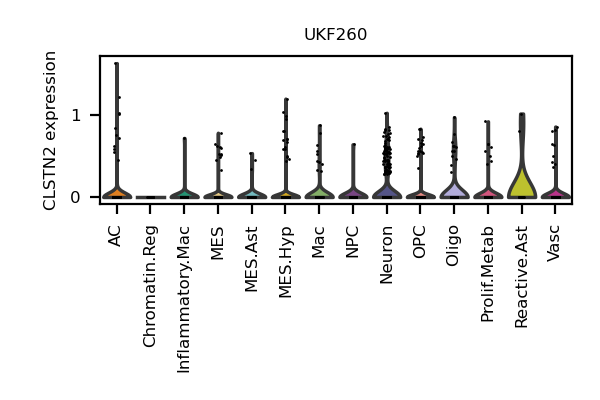 UKF260
CLSTN2 expression
1
0
AC
Chromatin.Reg
Inflammatory.Mac
MES
MES.Ast
MES.Hyp
Mac
NPC
Neuron
OPC
Oligo
Prolif.Metab
Reactive.Ast
Vasc